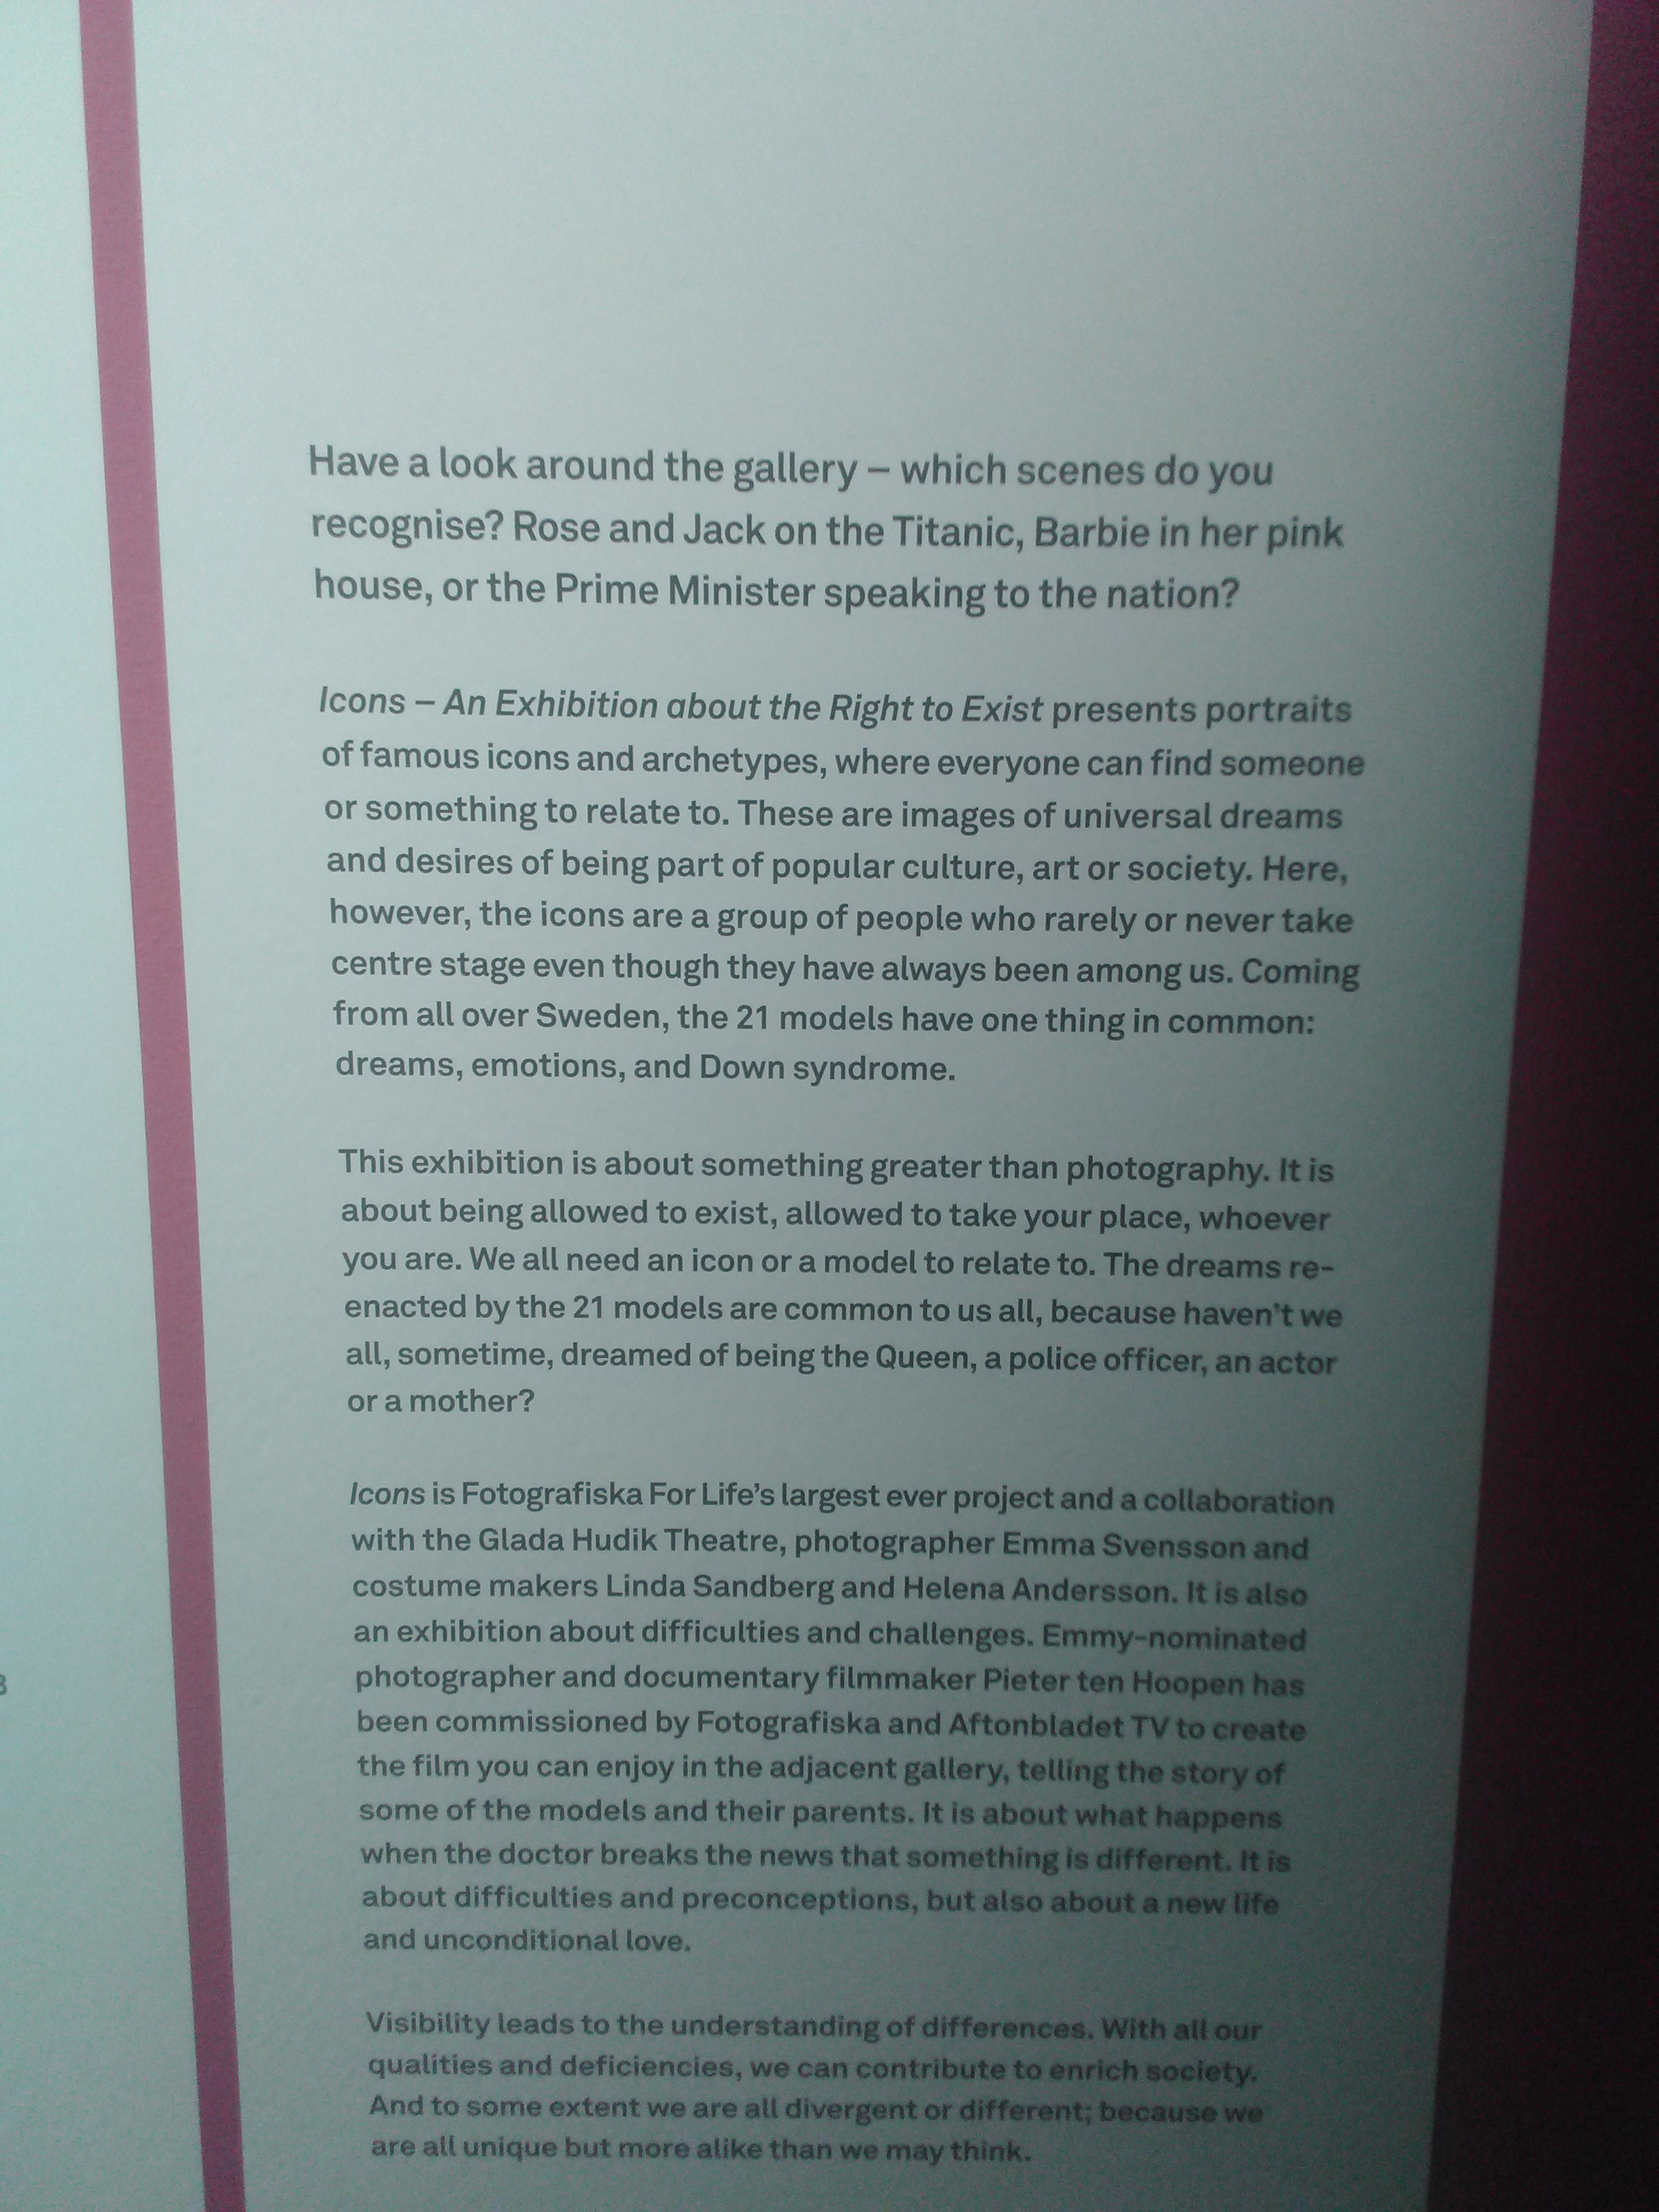 Have a look around the gallery – which scenes do you
recognise? Rose and Jack on the Titanic, Barbie in her pink
house, or the Prime Minister speaking to the nation?
Icons – An Exhibition about the Right to Exist presents portraits
of famous icons and archetypes, where everyone can find someone
or something to relate to. These are images of universal dreams
and desires of being part of popular culture, art or society. Here,
however, the icons are a group of people who rarely or never take
centre stage even though they have always been among us. Coming
from all over Sweden, the 21 models have one thing in common:
dreams, emotions, and Down syndrome.
This exhibition is about something greater than photography. It is
about being allowed to exist, allowed to take your place, whoever
you are. We all need an icon or a model to relate to. The dreams re-
enacted by the 21 models are common to us all, because haven't we
all, sometime, dreamed of being the Queen, a police officer, an actor
or a mother?
Icons is Fotografiska For Life's largest ever project and a collaboration
with the Glada Hudik Theatre, photographer Emma Svensson and
costume makers Linda Sandberg and Helena Andersson. It is also
an exhibition about difficulties and challenges. Emmy-nominated
photographer and documentary filmmaker Pieter ten Hoopen has
been commissioned by Fotografiska and Aftonbladet TV to create
the film you can enjoy in the adjacent gallery, telling the story of
some of the models and their parents. It is about what happens
when the doctor breaks the news that something is different. It is
about difficulties and preconceptions, but also about a new life
and unconditional love.
Visibility leads to the understanding of differences. With all our
qualities and deficiencies, we can contribute to enrich society.
And to some extent we are all divergent or different; because we
are all unique but more alike than we may think.